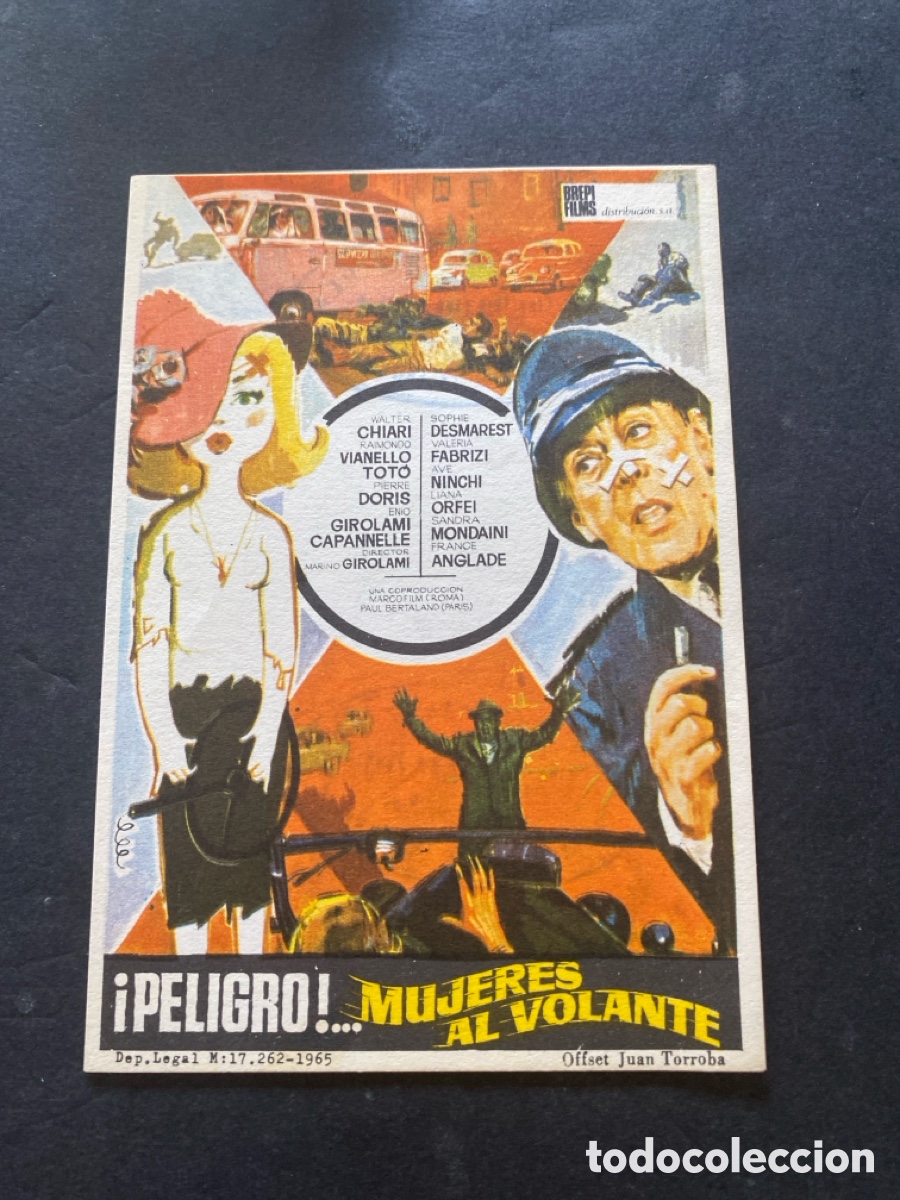 BREPI
FILMS distribución, s.a.
WALTER
CHIARI
RAIMONDO
VIANELLO
TOTÓ
PIERRE
DORIS
ENIO
GIROLAMI
CAPANNELLE
DIRECTOR
MARINO GIROLAMI
SOPHIE
DESMAREST
VALERIA
FABRIZI
AVE
NINCHI
LIANA
ORFEI
SANDRA
MONDAINI
FRANCE
ANGLADE
UNA COPRODUCCION
MARCO FILM (ROMA)
PAUL BERTALAND (PARIS)
¡PELIGRO!... MUJERES
AL VOLANTE
Dep.Legal M:17.262-1965
Offset Juan Torroba
todocoleccion